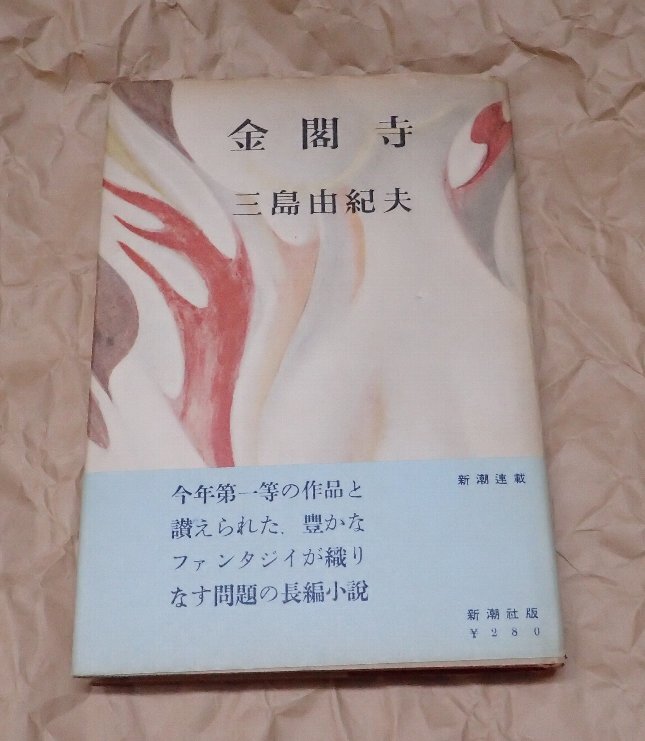 金閣寺
三島由紀夫
新潮連載
今年第一等の作品と
讃えられた、豊かな
ファンタジイが織り
なす問題の長編小説
新潮社版
￥280